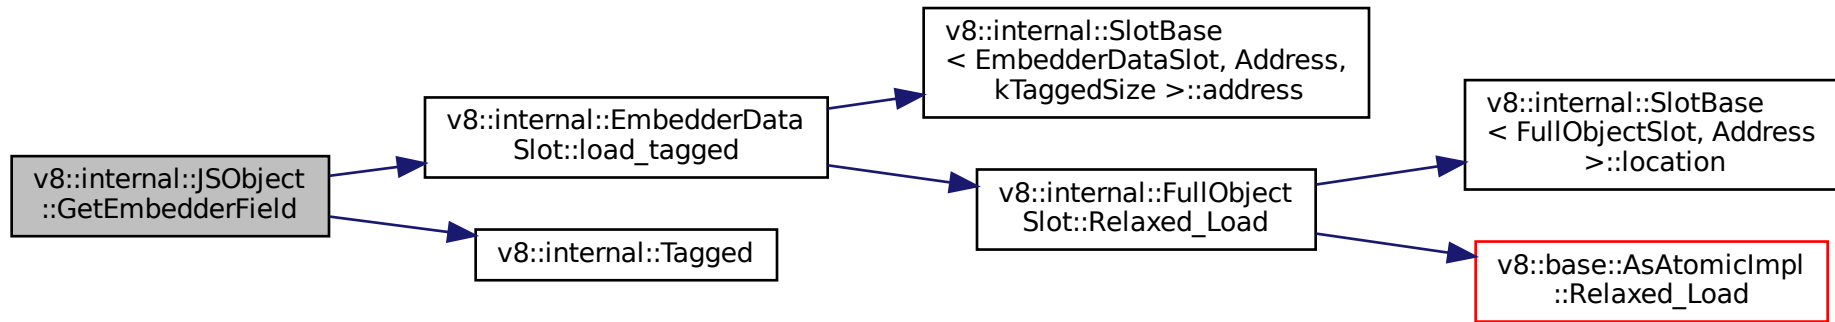 v8::internal::JSObject
::GetEmbedderField
v8::internal::EmbedderData
Slot::load_tagged
v8::internal::Tagged
v8::internal::SlotBase
< EmbedderDataSlot, Address,
kTaggedSize >::address
v8::internal::FullObject
Slot::Relaxed_Load
v8::internal::SlotBase
< FullObjectSlot, Address
>::location
v8::base::AsAtomicImpl
::Relaxed_Load